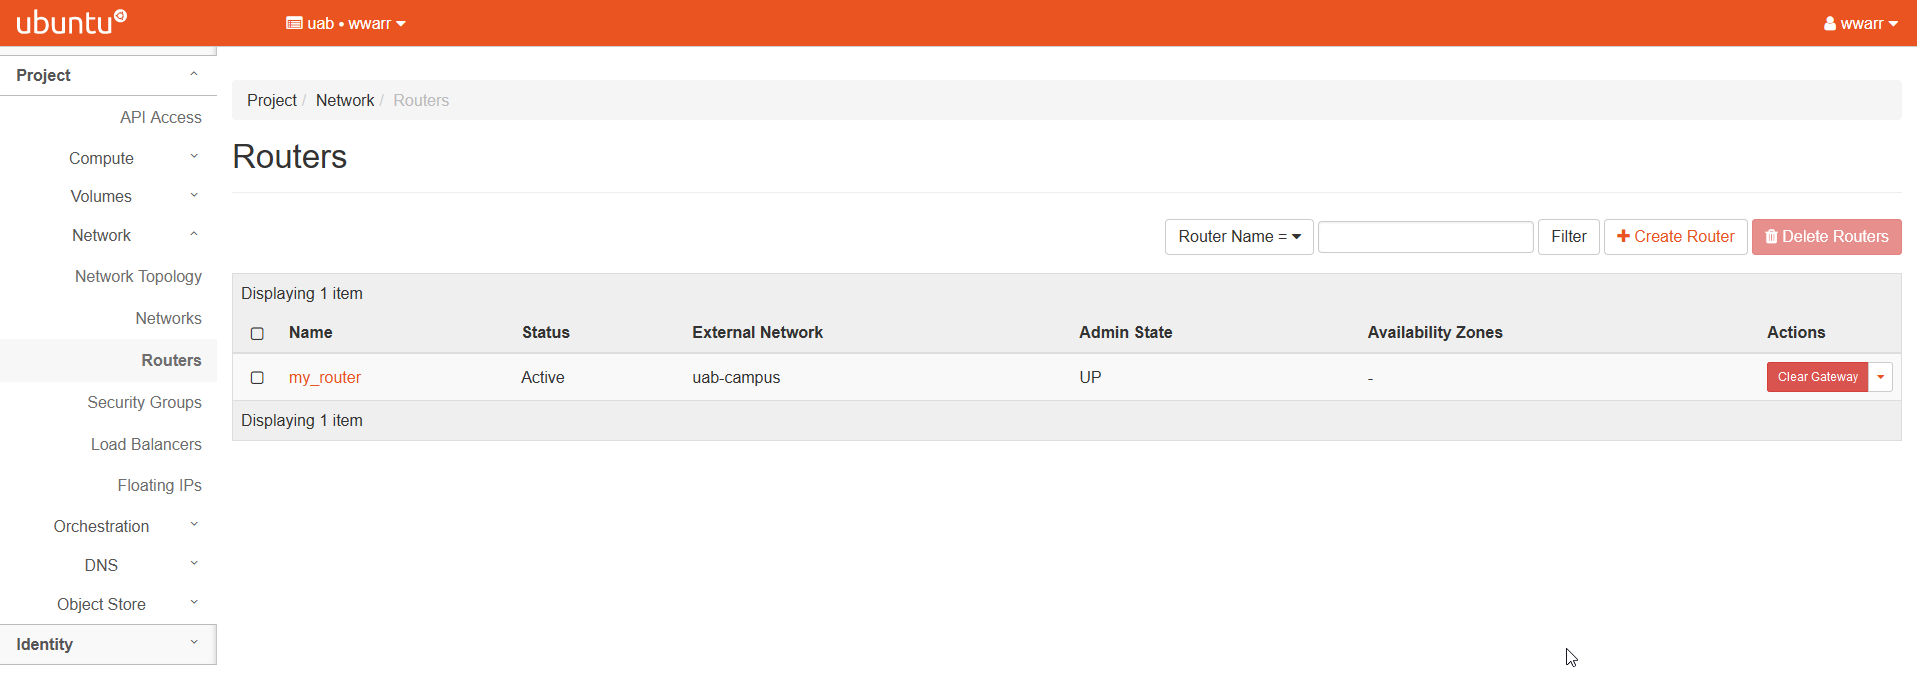 ubuntu
uab • wwarr
wwarr
Project
API Access
Compute
Volumes
Network
Network Topology
Networks
Routers
Security Groups
Load Balancers
Floating IPs
Orchestration
DNS
Object Store
Identity
Project / Network / Routers
Routers
Router Name = Filter Create Router Delete Routers
Displaying 1 item
Name Status External Network Admin State Availability Zones Actions
my_router Active uab-campus UP - Clear Gateway
Displaying 1 item